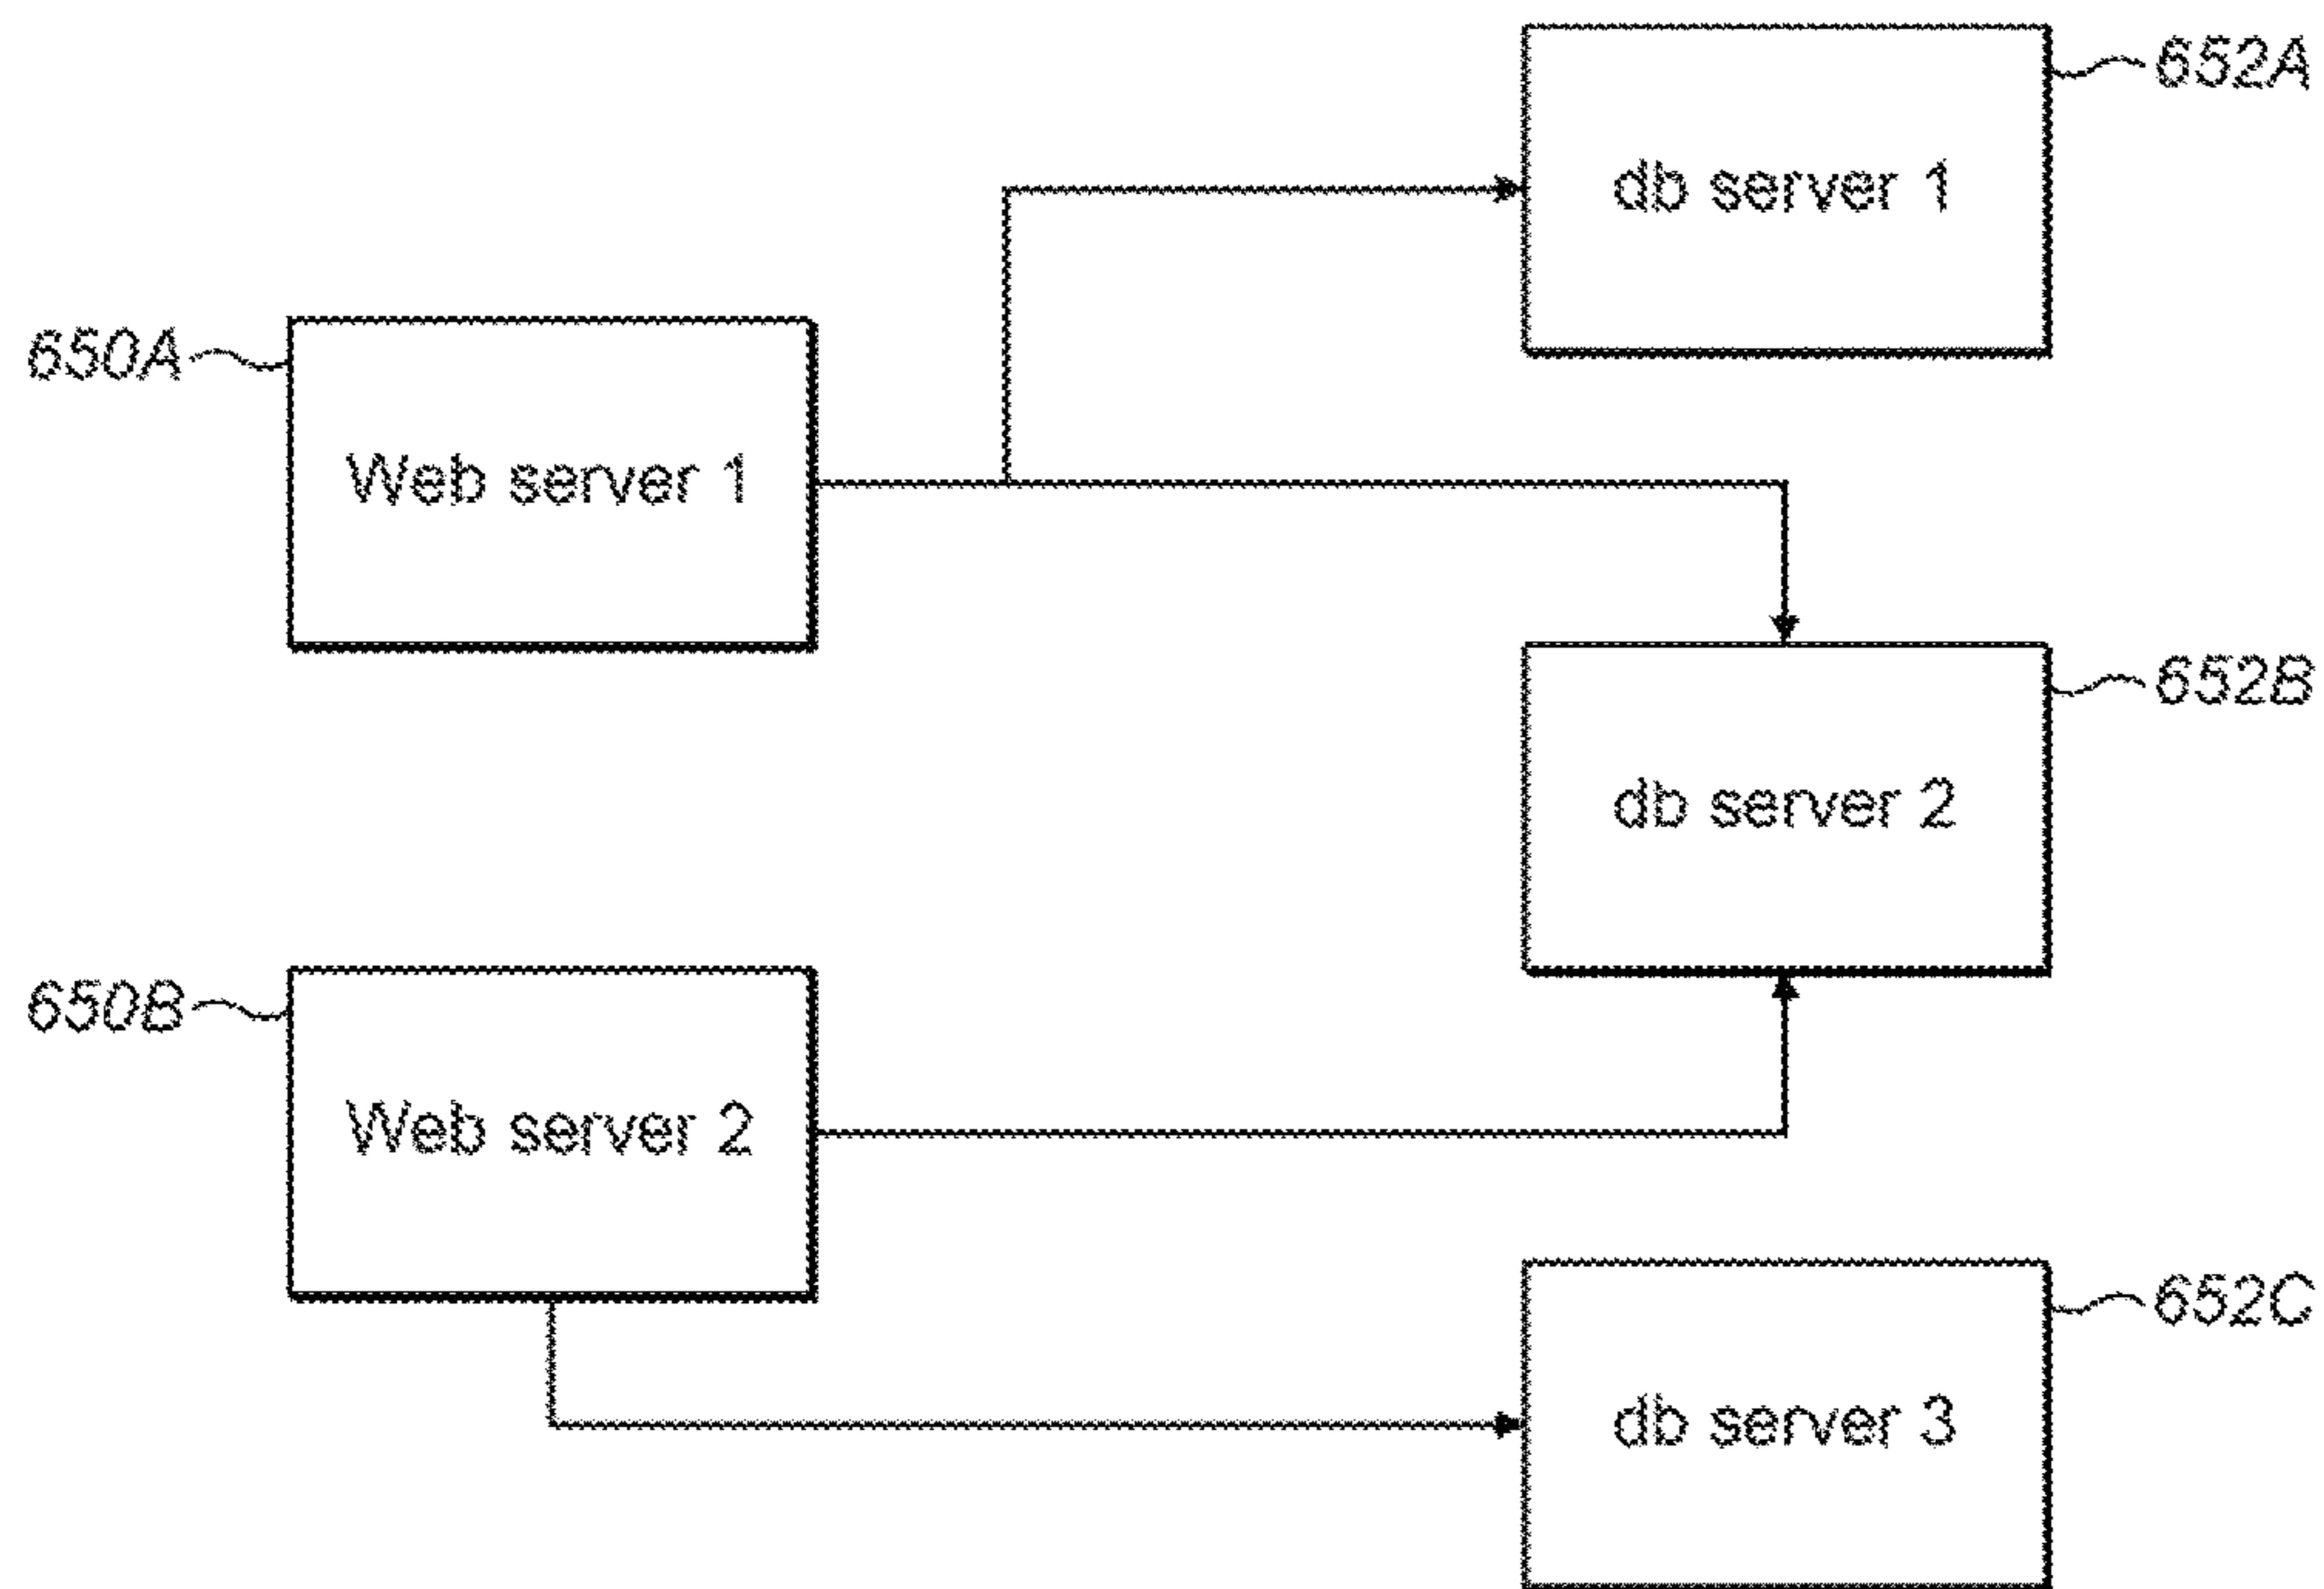 652A
db server 1
650A
Web server 1
652B
db server 2
650B
Web server 2
652C
db server 3